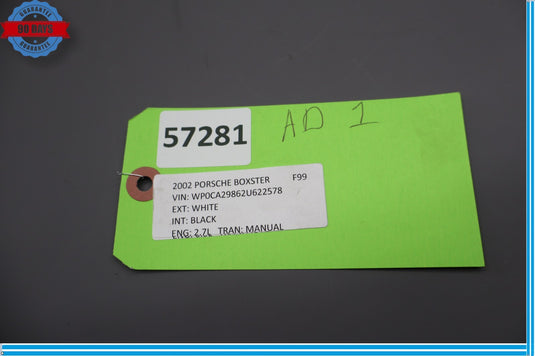 GUARANTEE
90 DAYS
GUARANTEE
57281
AD 1
2002 PORSCHE BOXSTER F99
VIN: WP0CA29862U622578
EXT: WHITE
INT: BLACK
ENG: 2.7L TRAN: MANUAL